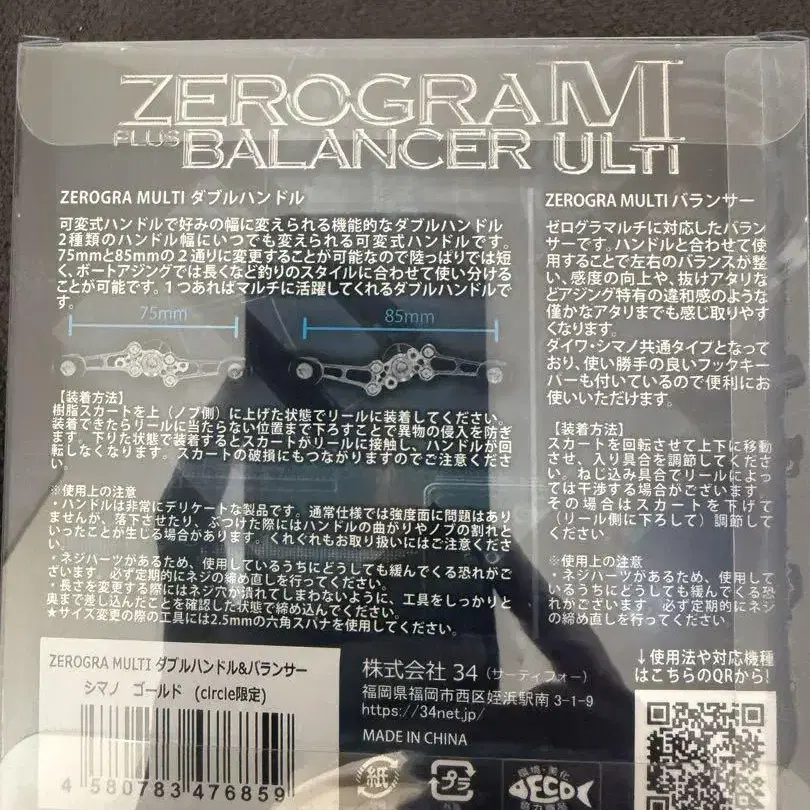 ZEROGRAM
PLUS BALANCER ULTI
ZEROGRA MULTI ダブルハンドル
可変式ハンドルで好みの幅に変えられる機能的なダブルハンドル
2種類のハンドル幅にいつでも変えられる可変式ハンドルです。
75mmと85mmの2通りに変更することが可能なので陸っぱりでは短
く、ボートアジングでは長くなど釣りのスタイルに合わせて使い分ける
ことが可能です。1つあればマルチに活躍してくれるダブルハンドルで
す。
75mm
85mm
【装着方法】
樹脂スカートを上（ノブ側）に上げた状態でリールに装着してください。
装着できたらリールに当たらない位置まで下ろすことで異物の侵入を防ぎ
ます。下りた状態で装着するとスカートがリールに接触し、ハンドルが回
転しなくなります。スカートの破損にもつながりますのでご注意くださ
い。
※使用上の注意
・ハンドルは非常にデリケートな製品です。通常仕様では強度面に問題はあり
ませんが、落下させたり、ぶつけた際にはハンドルの曲がりやノブの割れと
いったことが生じる場合があります。くれぐれもお取り扱いにはご注意くださ
い。
・ネジパーツがあるため、使用しているうちにどうしても緩んでくる恐れがご
ざいます。必ず定期的にネジの締め直しを行ってください。
・長さを変更する際にはネジ穴が潰れてしまわないように、工具をしっかりと
奥まで差し込んだことを確認した状態で締め込んでください。
★サイズ変更の際の工具には2.5mmの六角スパナを使用してください。
ZEROGRA MULTI バランサー
ゼログラマルチに対応したバラン
サーです。ハンドルと合わせて使
用することで左右のバランスが整
い、感度の向上や、抜けアタリな
どアジング特有の違和感のような
僅かなアタリまでも感じ取りやす
くなります。
ダイワ・シマノ共通タイプとなって
おり、使い勝手の良いフックキー
パーも付いているので便利にお
使いいただけます。
【装着方法】
スカートを回転させて上下に移動
させ、入り具合を調節してくださ
い。ねじ込み具合でリールによっ
ては干渉する場合がございます。
その場合はスカートを下げて
（リール側に下ろして）調節して
ください
※使用上の注意
・ネジパーツがあるため、使用して
いるうちにどうしても緩んでくる恐
れがございます。必ず定期的にネジ
の締め直しを行ってください
ZEROGRA MULTI ダブルハンドル&バランサー
シマノ ゴールド (circle限定)
4 580783 476859
株式会社 34（サーティフォー）
福岡県福岡市西区姪浜駅南 3-1-9
https://34net.jp/
MADE IN CHINA
紙
プラ
環境・美化
DECO
↓使用法や対応機種
はこちらのQRから!